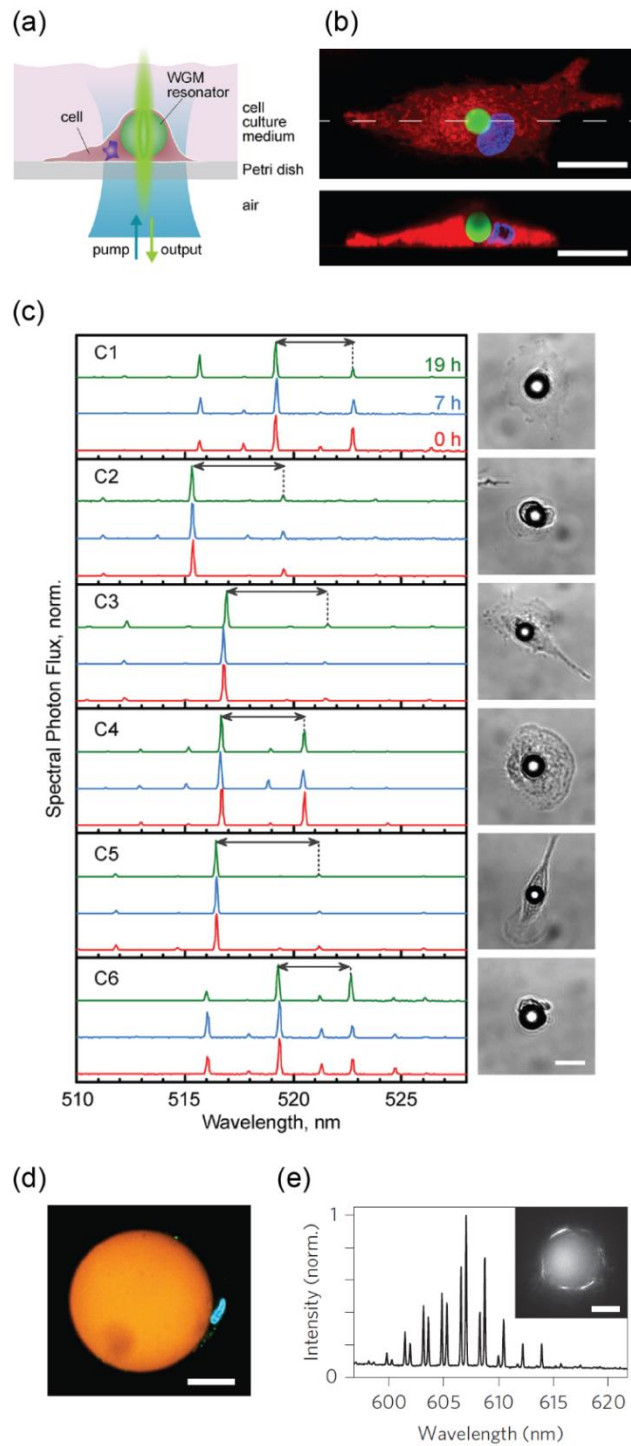 (a)
WGM
resonator
cell
cell
culture
medium
Petri dish
air
pump
output
(b)
(c)
Spectral Photon Flux, norm.
C1
19 h
7 h
0 h
C2
C3
C4
C5
C6
510
515
520
525
Wavelength, nm
(d)
(e)
Intensity (norm.)
1
0
600
605
610
615
620
Wavelength (nm)